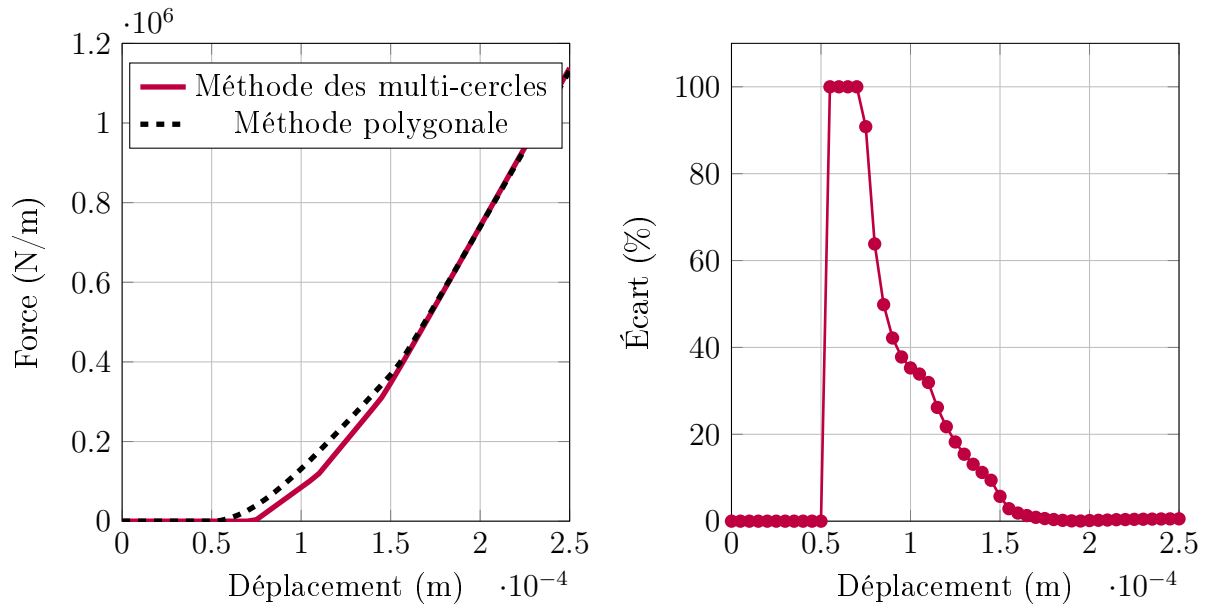 ·10⁶
1.2
1
0.8
0.6
0.4
0.2
0
0 0.5 1 1.5 2 2.5
Force (N/m)
Déplacement (m) ·10⁻⁴
Méthode des multi-cercles
Méthode polygonale
100
80
60
40
20
0
0 0.5 1 1.5 2 2.5
Écart (%)
Déplacement (m) ·10⁻⁴